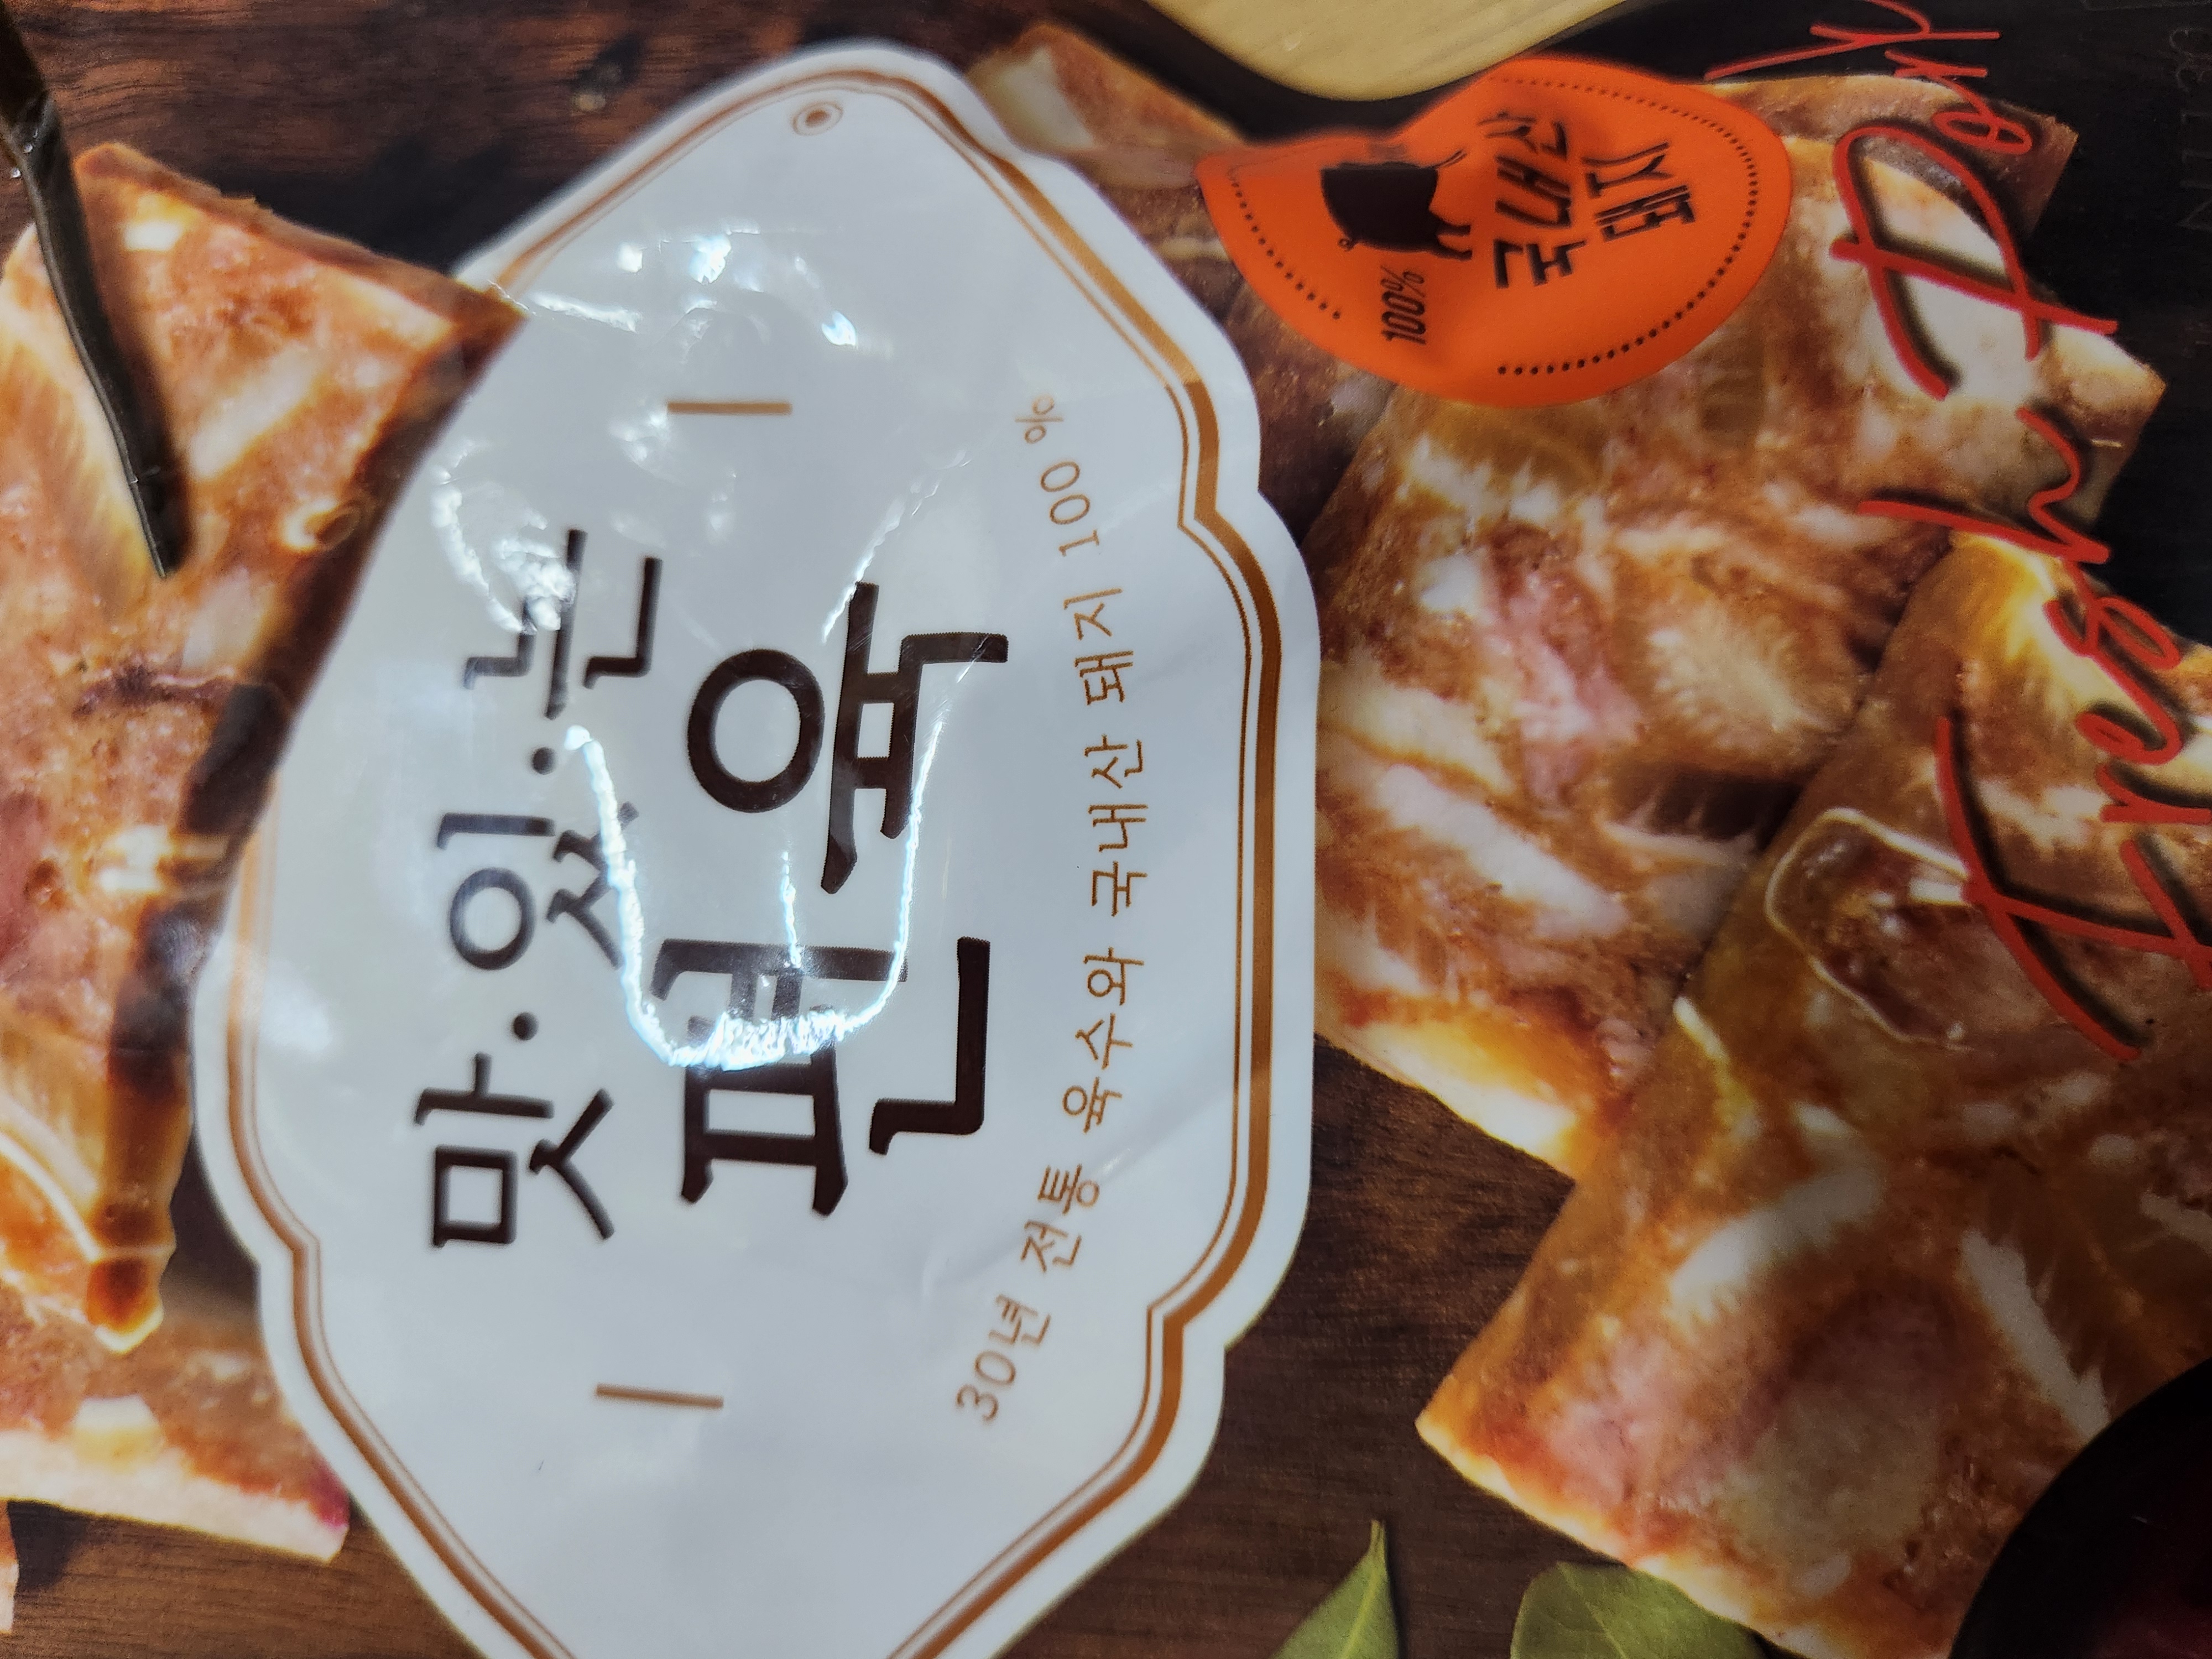 맛·있·는
편육
30년 전통 육수와 국내산 돼지 100%
100%
국내산
돼지
Fresh Pork